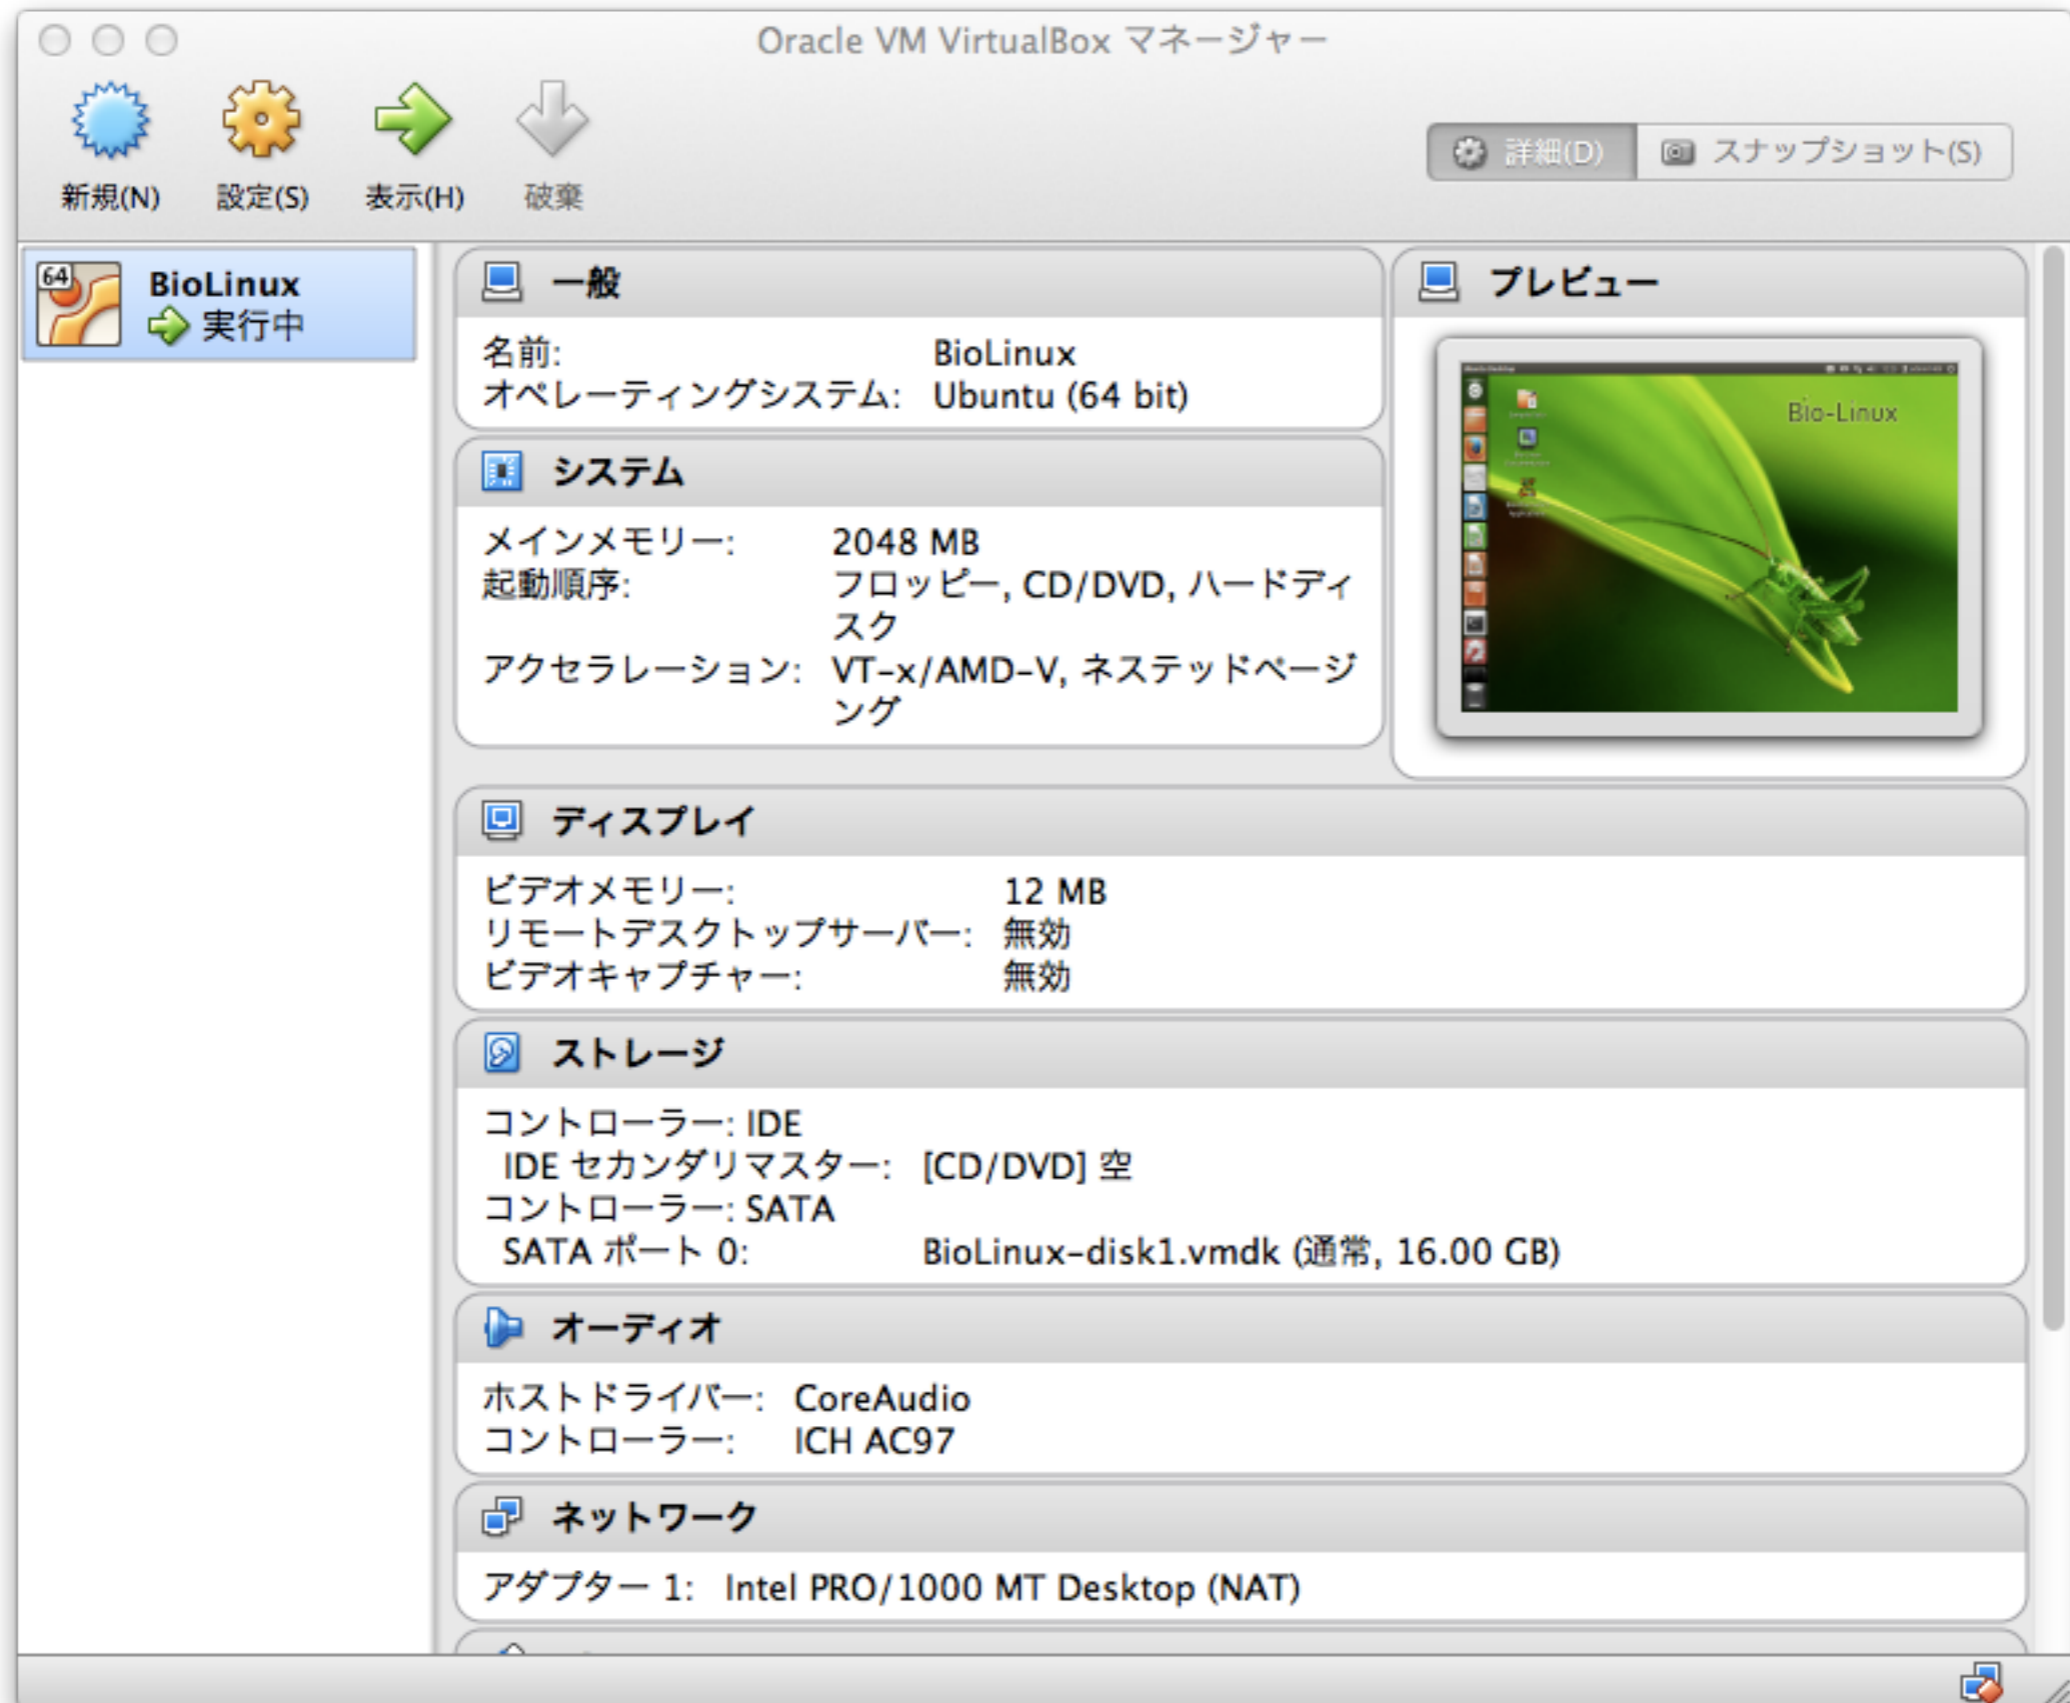 Oracle VM VirtualBox マネージャー
新規(N)
設定(S)
表示(H)
破棄
詳細(D)
スナップショット(S)
64
BioLinux
実行中
一般
名前: BioLinux
オペレーティングシステム: Ubuntu (64 bit)
システム
メインメモリー: 2048 MB
起動順序: フロッピー, CD/DVD, ハードディ
スク
アクセラレーション: VT-x/AMD-V, ネステッドページ
ング
プレビュー
Bio-Linux
ディスプレイ
ビデオメモリー: 12 MB
リモートデスクトップサーバー: 無効
ビデオキャプチャー: 無効
ストレージ
コントローラー: IDE
IDE セカンダリマスター: [CD/DVD] 空
コントローラー: SATA
SATA ポート 0: BioLinux-disk1.vmdk (通常, 16.00 GB)
オーディオ
ホストドライバー: CoreAudio
コントローラー: ICH AC97
ネットワーク
アダプター 1: Intel PRO/1000 MT Desktop (NAT)